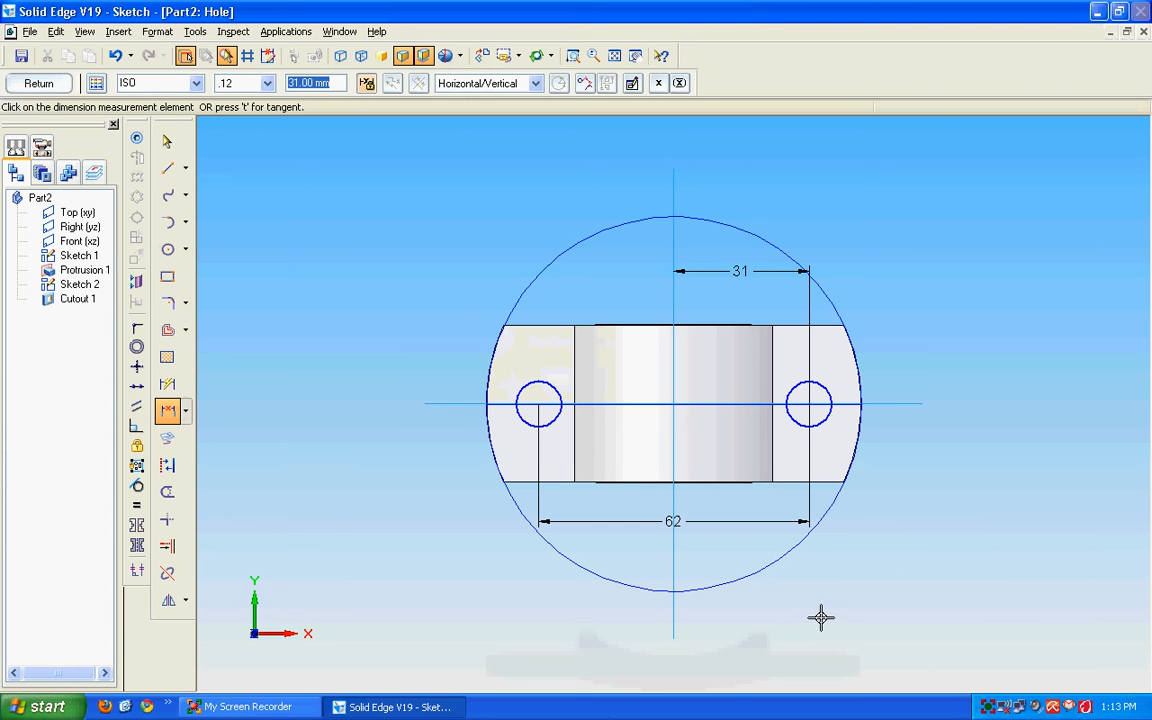 Solid Edge V19 - Sketch - [Part2: Hole]
File Edit View Insert Format Tools Inspect Applications Window Help
Return ISO .12 31.00 mm Horizontal/Vertical
Click on the dimension measurement element OR press 't' for tangent.
Part2
Top (xy)
Right (yz)
Front (xz)
Sketch 1
Protrusion 1
Sketch 2
Cutout 1
31
62
Y
X
start My Screen Recorder Solid Edge V19 - Sket... 1:13 PM